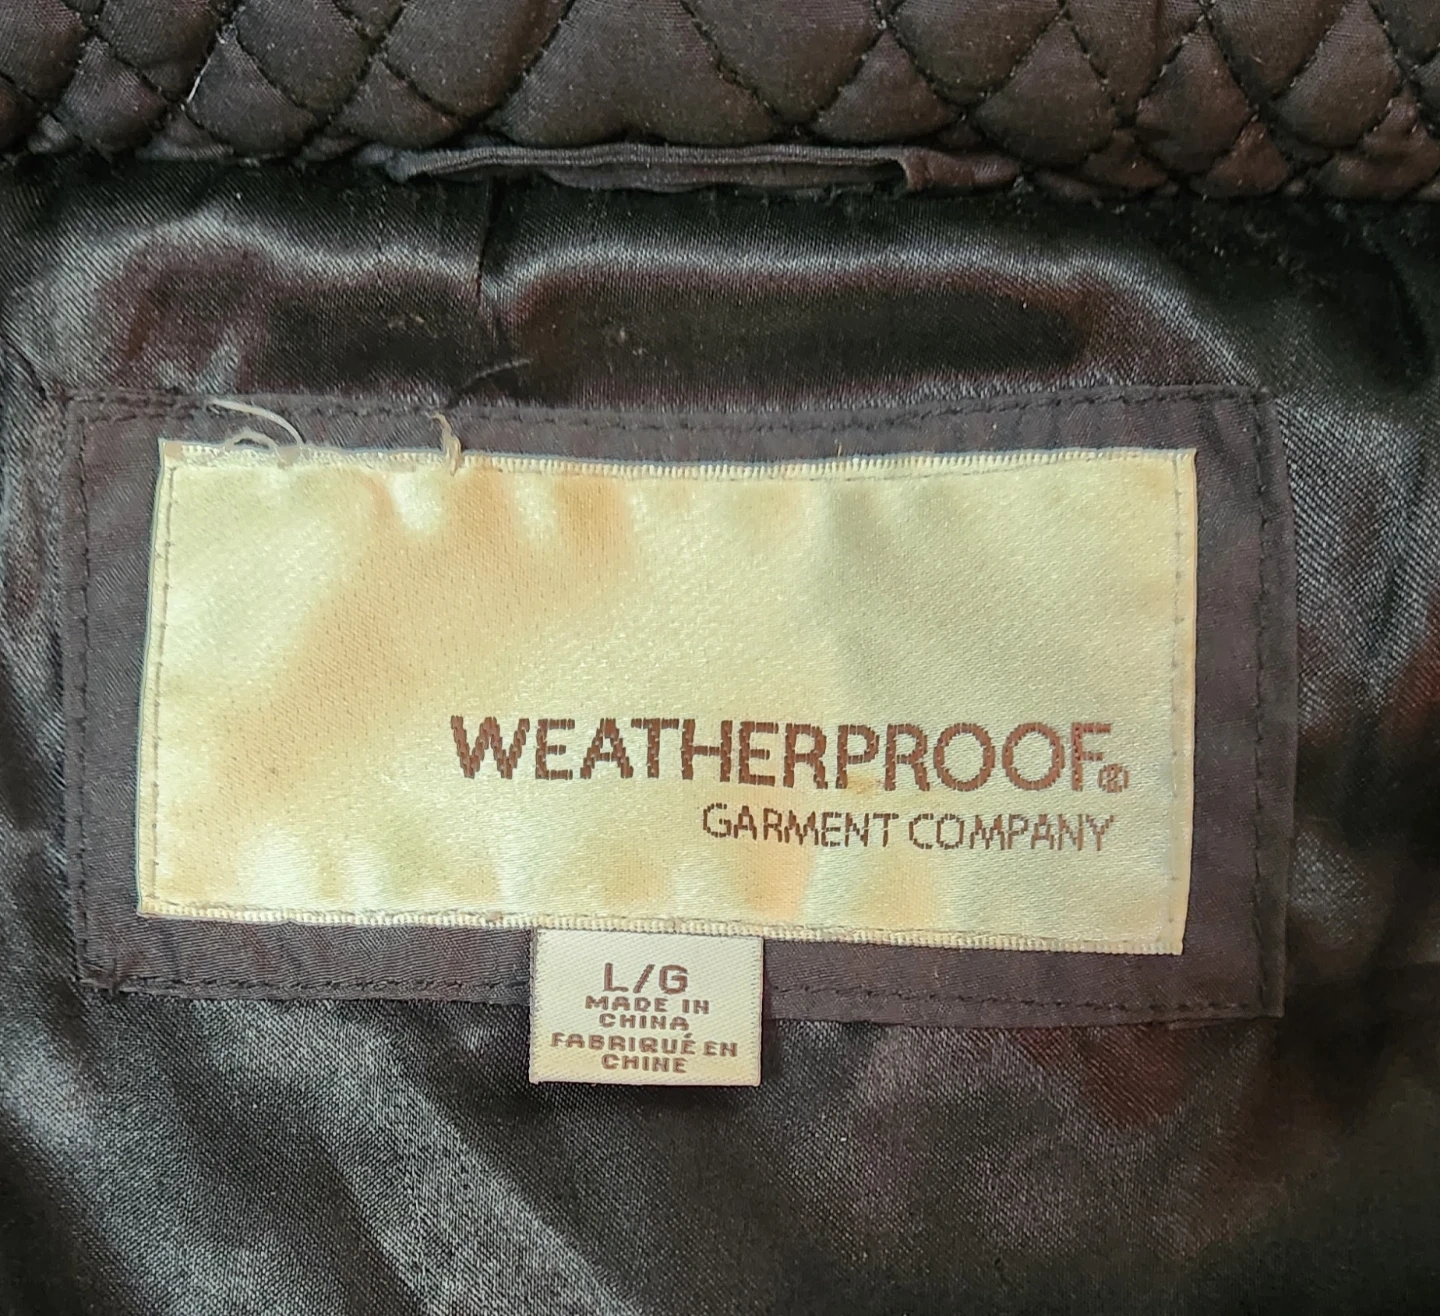 WEATHERPROOF®
GARMENT COMPANY
L/G
MADE IN
CHINA
FABRIQUÉ EN
CHINE